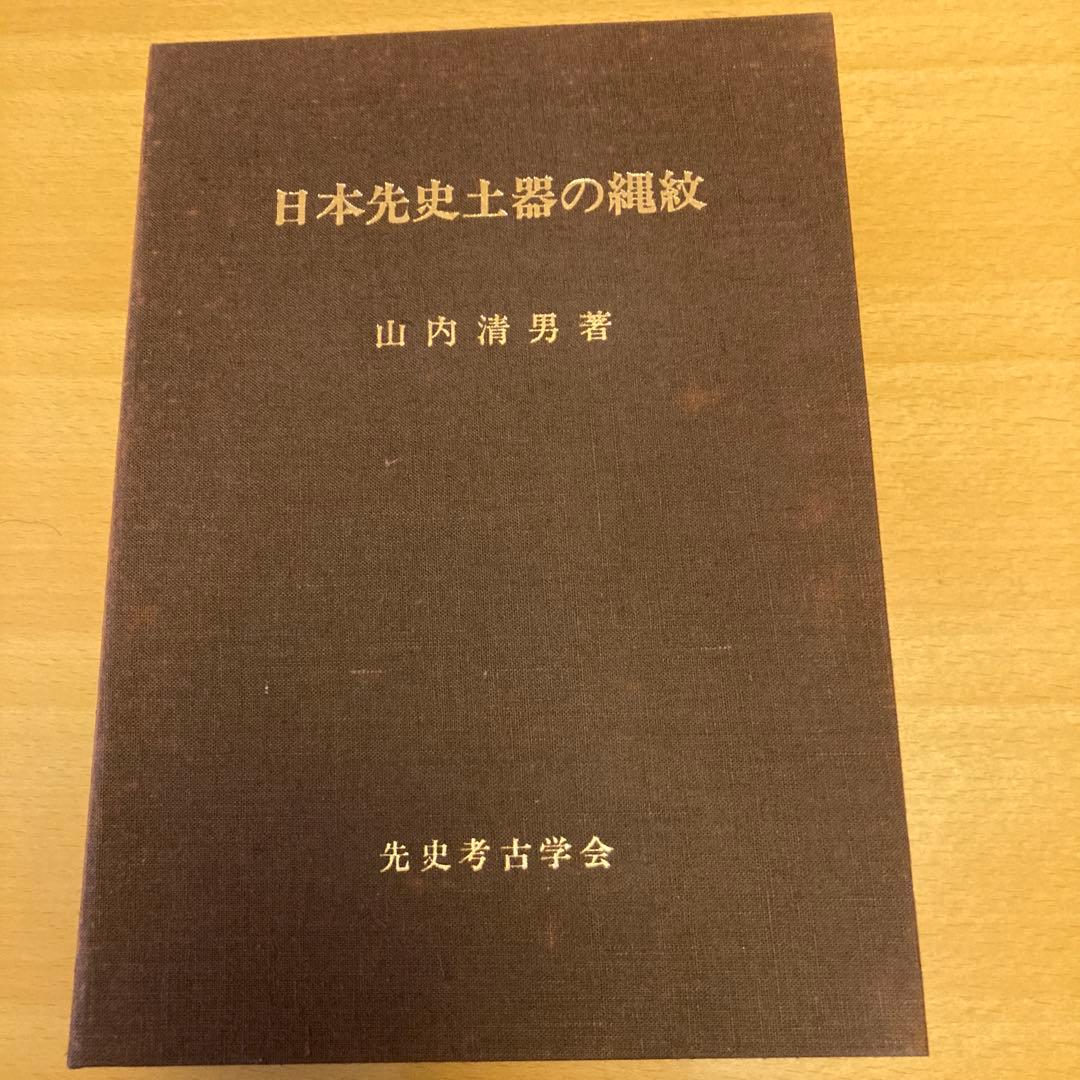 日本先史土器の縄紋
山内清男著
先史考古学会